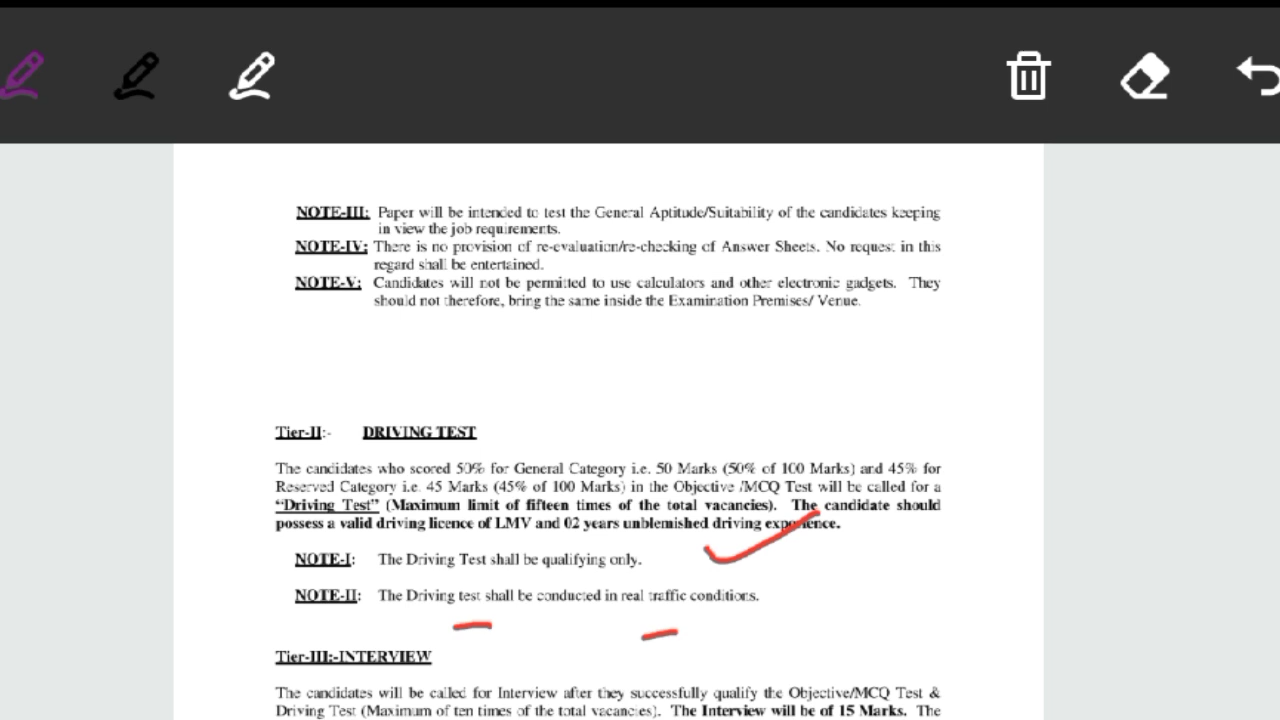 NOTE-III: Paper will be intended to test the General Aptitude/Suitability of the candidates keeping
in view the job requirements.
NOTE-IV: There is no provision of re-evaluation/re-checking of Answer Sheets. No request in this
regard shall be entertained.
NOTE-V: Candidates will not be permitted to use calculators and other electronic gadgets. They
should not therefore, bring the same inside the Examination Premises/ Venue.
Tier-II:- DRIVING TEST
The candidates who scored 50% for General Category i.e. 50 Marks (50% of 100 Marks) and 45% for
Reserved Category i.e. 45 Marks (45% of 100 Marks) in the Objective /MCQ Test will be called for a
“Driving Test” (Maximum limit of fifteen times of the total vacancies). The candidate should
possess a valid driving licence of LMV and 02 years unblemished driving experience.
NOTE-I: The Driving Test shall be qualifying only.
NOTE-II: The Driving test shall be conducted in real traffic conditions.
Tier-III:-INTERVIEW
The candidates will be called for Interview after they successfully qualify the Objective/MCQ Test &
Driving Test (Maximum of ten times of the total vacancies). The Interview will be of 15 Marks. The